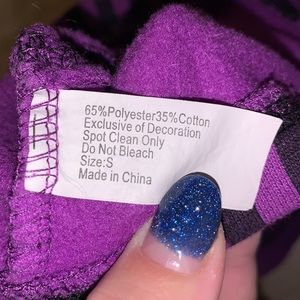 65%Polyester35%Cotton
Exclusive of Decoration
Spot Clean Only
Do Not Bleach
Size:S
Made in China